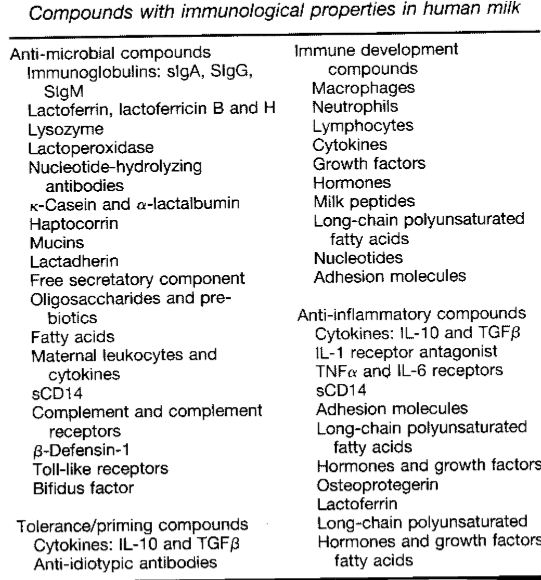 Compounds with immunological properties in human milk
Anti-microbial compounds
Immunoglobulins: sIgA, SIgG,
SIgM
Lactoferrin, lactoferricin B and H
Lysozyme
Lactoperoxidase
Nucleotide-hydrolyzing
antibodies
κ-Casein and α-lactalbumin
Haptocorrin
Mucins
Lactadherin
Free secretatory component
Oligosaccharides and pre-
biotics
Fatty acids
Maternal leukocytes and
cytokines
sCD14
Complement and complement
receptors
β-Defensin-1
Toll-like receptors
Bifidus factor
Tolerance/priming compounds
Cytokines: IL-10 and TGFβ
Anti-idiotypic antibodies
Immune development
compounds
Macrophages
Neutrophils
Lymphocytes
Cytokines
Growth factors
Hormones
Milk peptides
Long-chain polyunsaturated
fatty acids
Nucleotides
Adhesion molecules
Anti-inflammatory compounds
Cytokines: IL-10 and TGFβ
IL-1 receptor antagonist
TNFα and IL-6 receptors
sCD14
Adhesion molecules
Long-chain polyunsaturated
fatty acids
Hormones and growth factors
Osteoprotegerin
Lactoferrin
Long-chain polyunsaturated
Hormones and growth factors
fatty acids